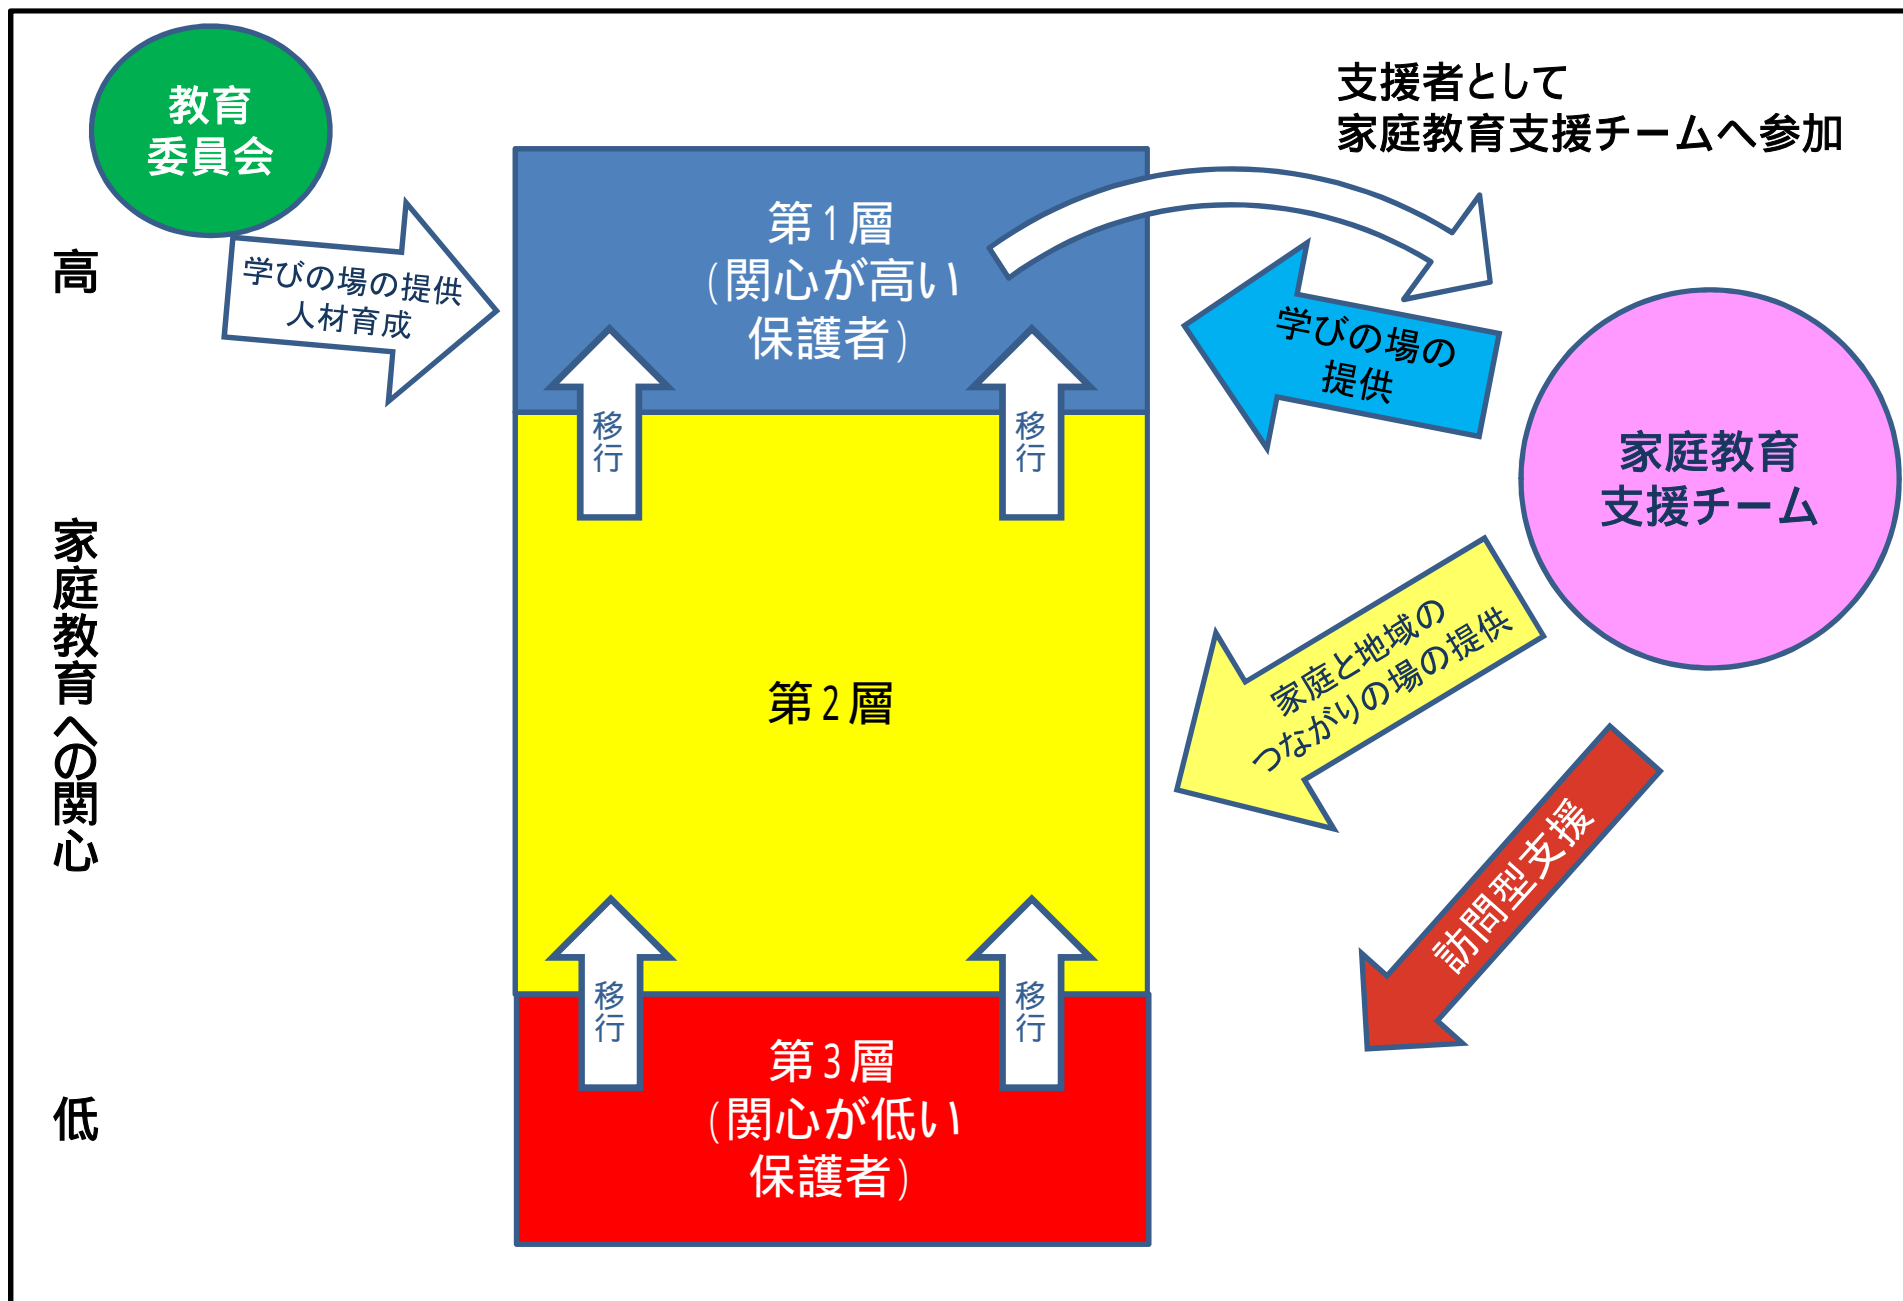 教育
委員会
支援者として
家庭教育支援チームへ参加
高
学びの場の提供
人材育成
第1層
(関心が高い
保護者)
学びの場の
提供
移行
移行
家庭教育
支援チーム
家庭教育への関心
第2層
家庭と地域の
つながりの場の提供
訪問型支援
移行
移行
低
第3層
(関心が低い
保護者)